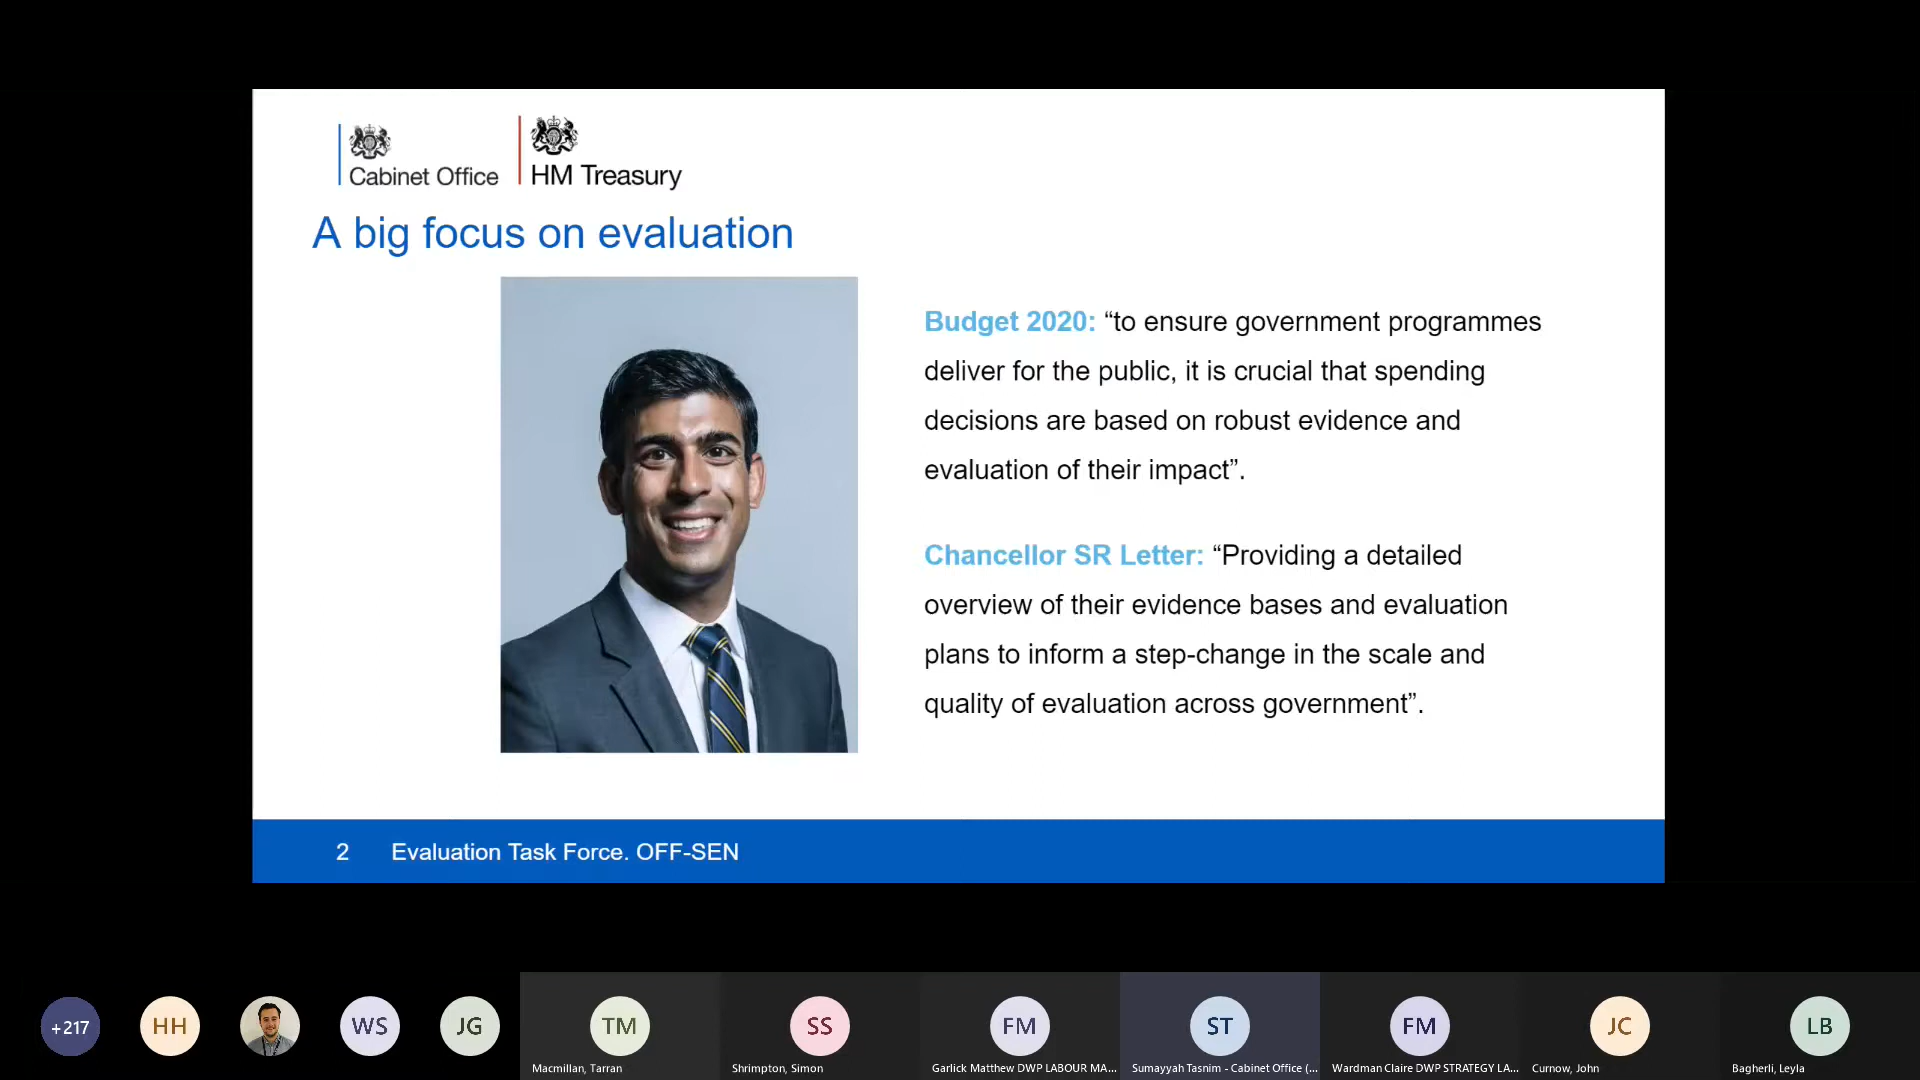 Cabinet Office
HM Treasury
A big focus on evaluation
Budget 2020: “to ensure government programmes
deliver for the public, it is crucial that spending
decisions are based on robust evidence and
evaluation of their impact”.
Chancellor SR Letter: “Providing a detailed
overview of their evidence bases and evaluation
plans to inform a step-change in the scale and
quality of evaluation across government”.
2 Evaluation Task Force. OFF-SEN
+217
HH
WS
JG
TM
SS
FM
ST
FM
JC
LB
Macmillan, Tarran
Shrimpton, Simon
Garlick Matthew DWP LABOUR MA...
Sumayyah Tasnim - Cabinet Office (...
Wardman Claire DWP STRATEGY LA...
Curnow, John
Bagherli, Leyla